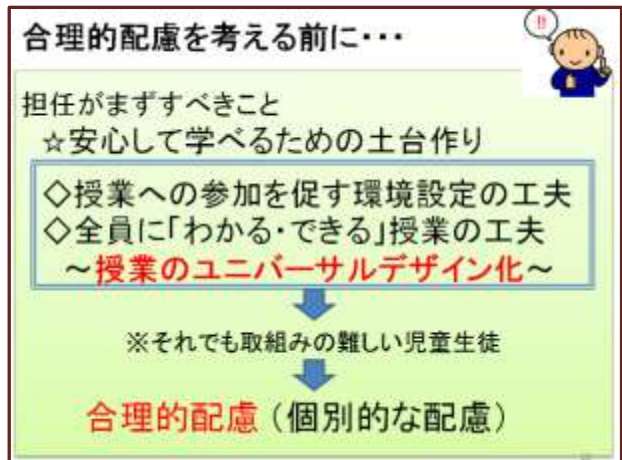 合理的配慮を考える前に・・・
!!
担任がまずすべきこと
☆安心して学べるための土台作り
◇授業への参加を促す環境設定の工夫
◇全員に「わかる・できる」授業の工夫
～授業のユニバーサルデザイン化～
※それでも取組みの難しい児童生徒
合理的配慮（個別的な配慮）